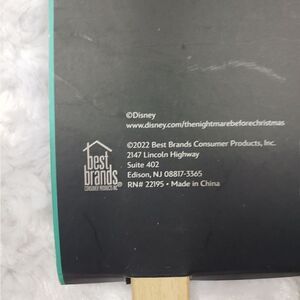 ©Disney
www.disney.com/thenightmarebeforechristmas
©2022 Best Brands Consumer Products, Inc.
2147 Lincoln Highway
Suite 402
Edison, NJ 08817-3365
RN# 22195 • Made in China
best
brands
CONSUMER PRODUCTS INC